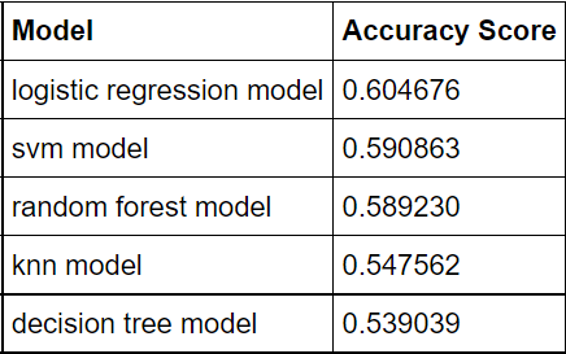 Model Accuracy Score
logistic regression model 0.604676
svm model 0.590863
random forest model 0.589230
knn model 0.547562
decision tree model 0.539039